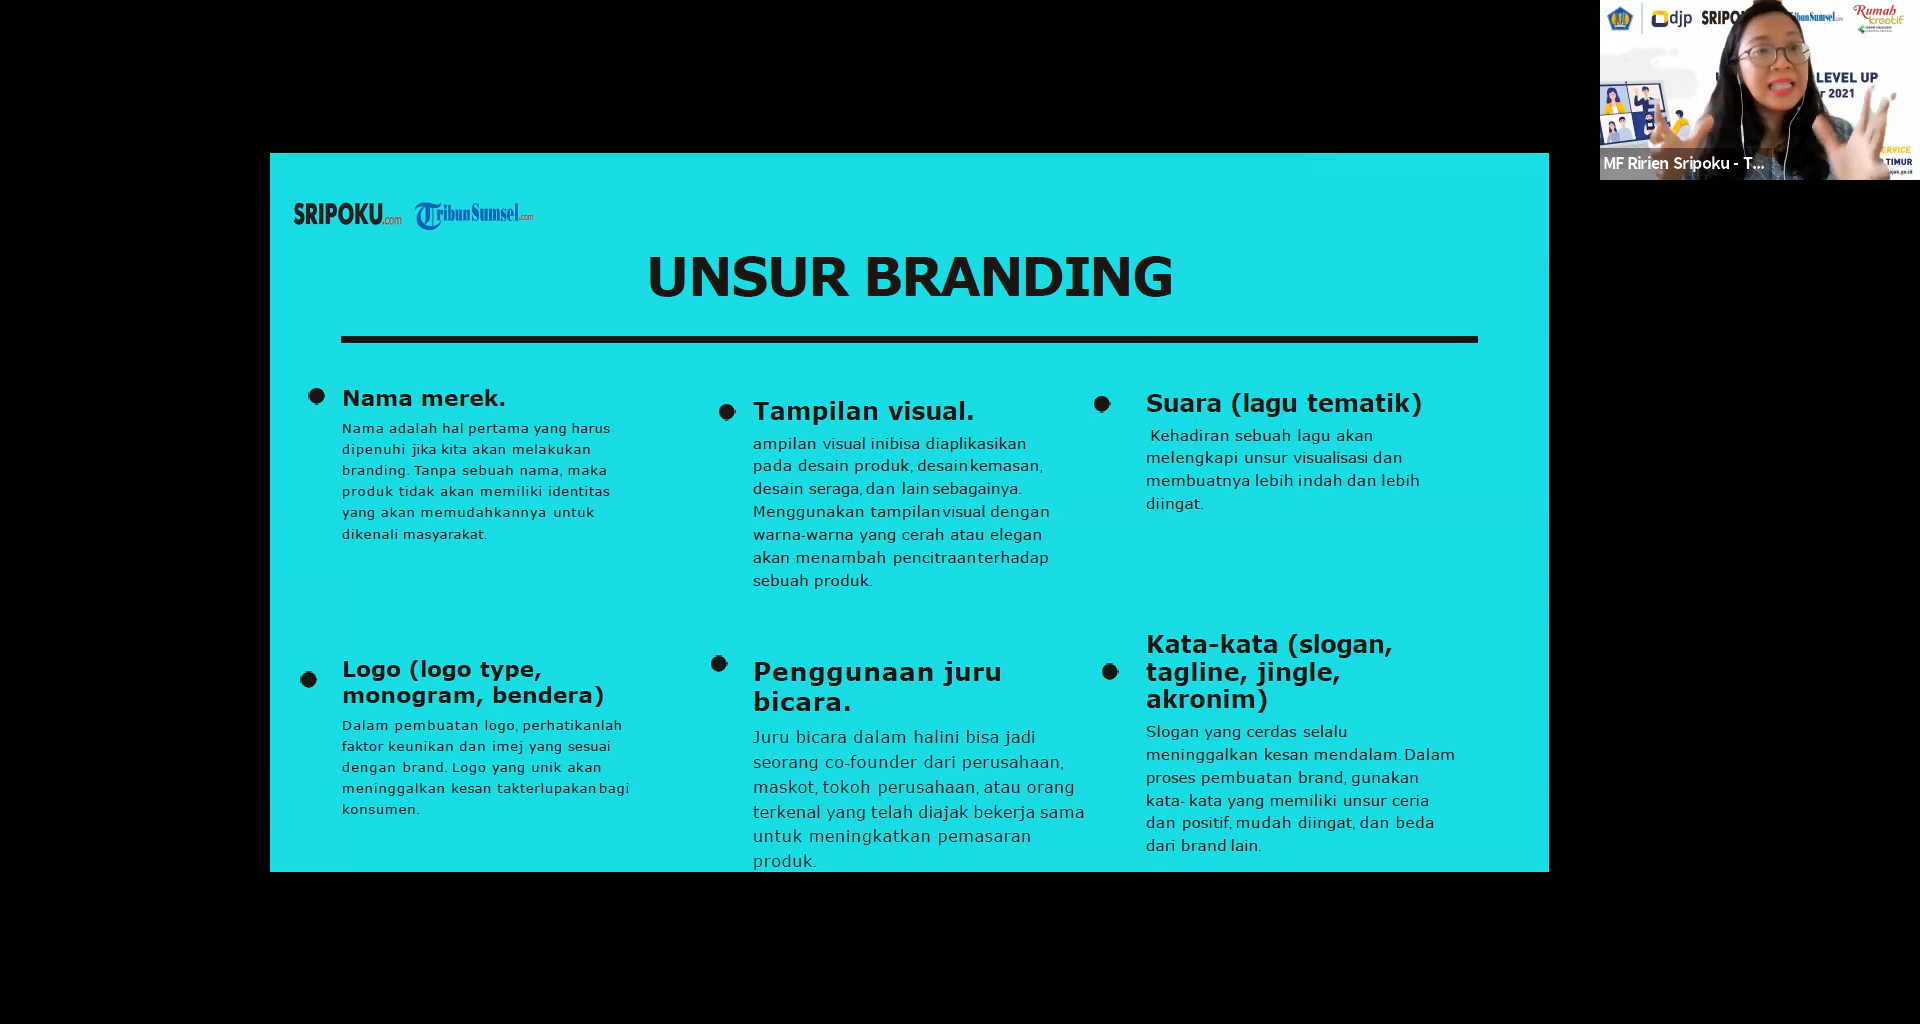 SRIPOKU.com TribunSumsel.com
UNSUR BRANDING
Nama merek.
Nama adalah hal pertama yang harus
dipenuhi jika kita akan melakukan
branding. Tanpa sebuah nama, maka
produk tidak akan memiliki identitas
yang akan memudahkannya untuk
dikenali masyarakat.
Tampilan visual.
ampilan visual inibisa diaplikasikan
pada desain produk, desainkemasan,
desain seraga, dan lain sebagainya.
Menggunakan tampilanvisual dengan
warna-warna yang cerah atau elegan
akan menambah pencitraanterhadap
sebuah produk.
Suara (lagu tematik)
Kehadiran sebuah lagu akan
melengkapi unsur visualisasi dan
membuatnya lebih indah dan lebih
diingat.
Logo (logo type,
monogram, bendera)
Dalam pembuatan logo, perhatikanlah
faktor keunikan dan imej yang sesuai
dengan brand. Logo yang unik akan
meninggalkan kesan takterlupakan bagi
konsumen.
Penggunaan juru
bicara.
Juru bicara dalam halini bisa jadi
seorang co-founder dari perusahaan,
maskot, tokoh perusahaan, atau orang
terkenal yang telah diajak bekerja sama
untuk meningkatkan pemasaran
produk.
Kata-kata (slogan,
tagline, jingle,
akronim)
Slogan yang cerdas selalu
meninggalkan kesan mendalam. Dalam
proses pembuatan brand, gunakan
kata- kata yang memiliki unsur ceria
dan positif, mudah diingat, dan beda
dari brand lain.
djp SRIPO Rumah
kreatif
LEVEL UP
2021
ERVICE
TIMUR
MF Ririen Sripoku - T...